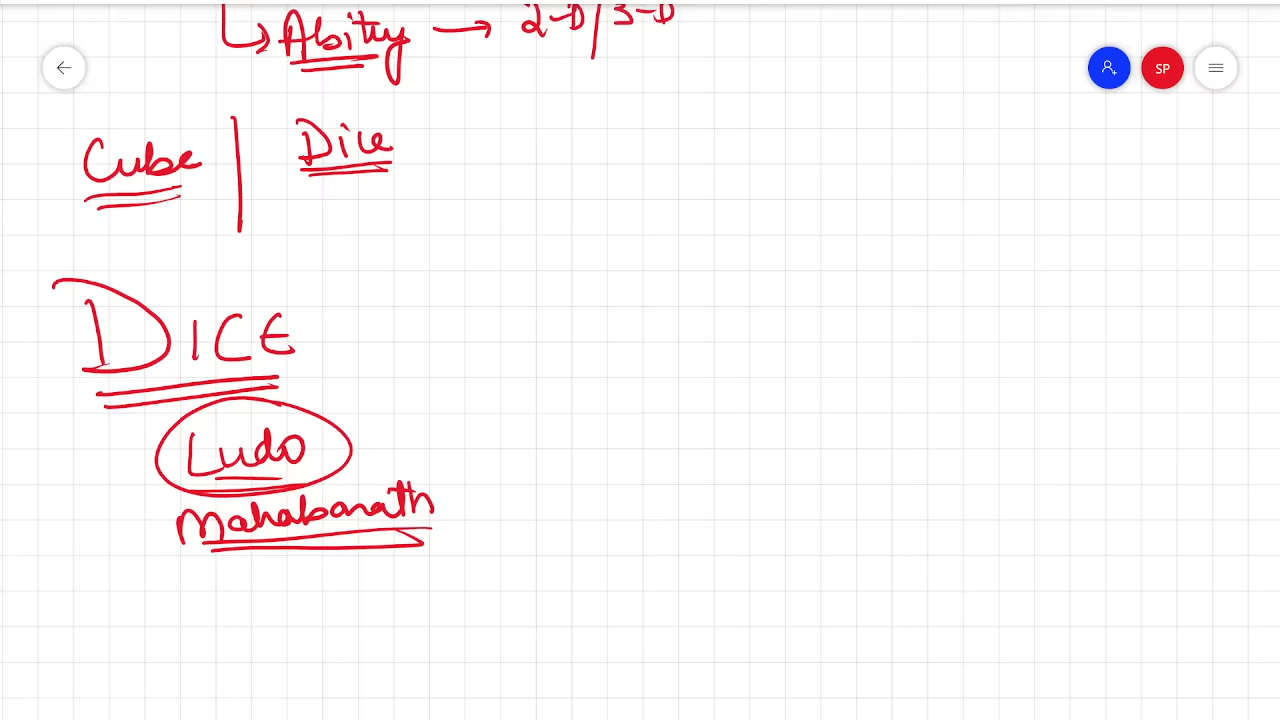 Ability → 2-D/3-D
SP
Cube | Dice
DICE
Ludo
Mahabarath